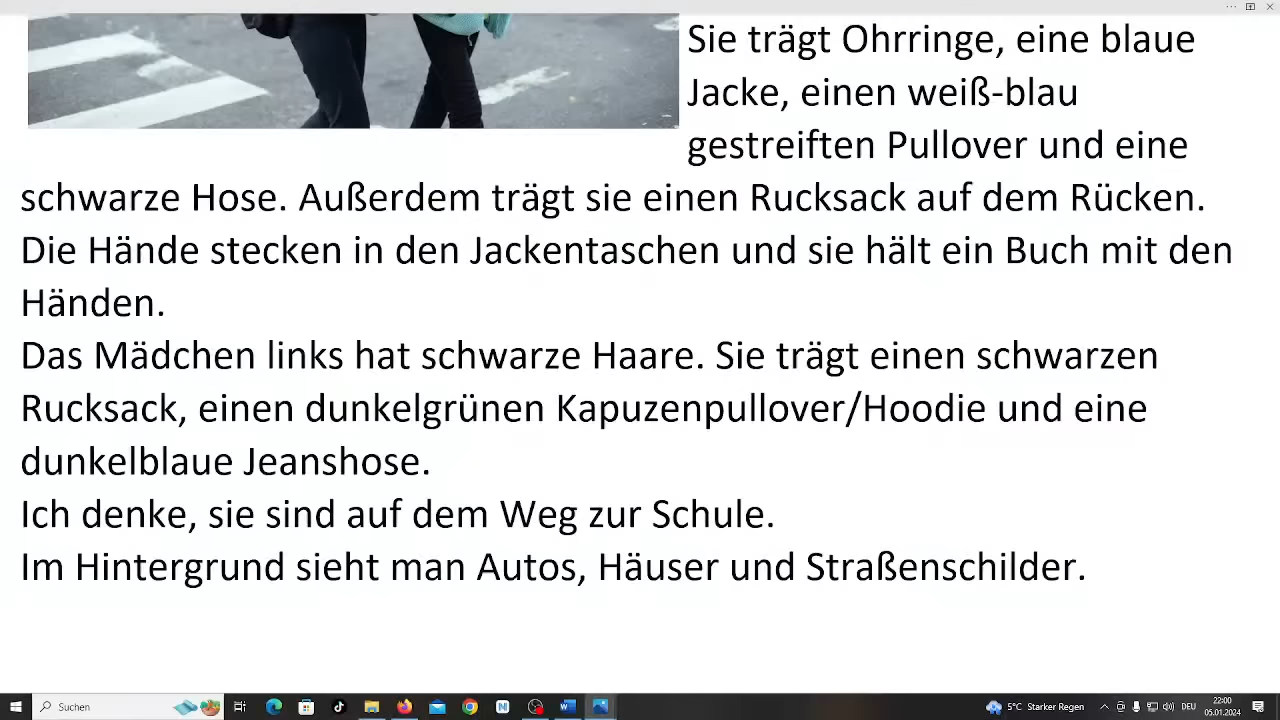 Sie trägt Ohrringe, eine blaue
Jacke, einen weiß-blau
gestreiften Pullover und eine
schwarze Hose. Außerdem trägt sie einen Rucksack auf dem Rücken.
Die Hände stecken in den Jackentaschen und sie hält ein Buch mit den
Händen.
Das Mädchen links hat schwarze Haare. Sie trägt einen schwarzen
Rucksack, einen dunkelgrünen Kapuzenpullover/Hoodie und eine
dunkelblaue Jeanshose.
Ich denke, sie sind auf dem Weg zur Schule.
Im Hintergrund sieht man Autos, Häuser und Straßenschilder.
Suchen
5°C Starker Regen
DEU
22:00
05.01.2024